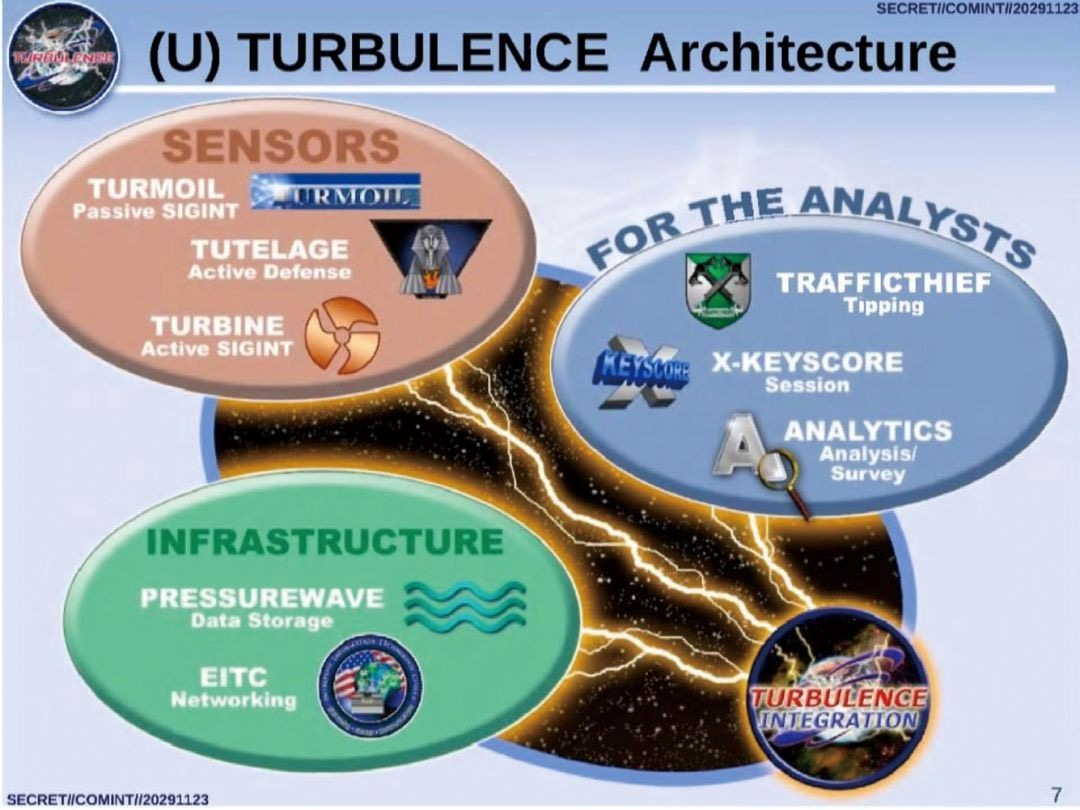 SECRET//COMINT//20291123
TURBULENCE
(U) TURBULENCE Architecture
SENSORS
TURMOIL
Passive SIGINT
TURMOIL
TUTELAGE
Active Defense
TURBINE
Active SIGINT
FOR THE ANALYSTS
TRAFFICTHIEF
Tipping
KEYSCORE
X
X-KEYSCORE
Session
A
ANALYTICS
Analysis/
Survey
INFRASTRUCTURE
PRESSUREWAVE
Data Storage
EITC
Networking
TURBULENCE
INTEGRATION
SECRET//COMINT//20291123
7